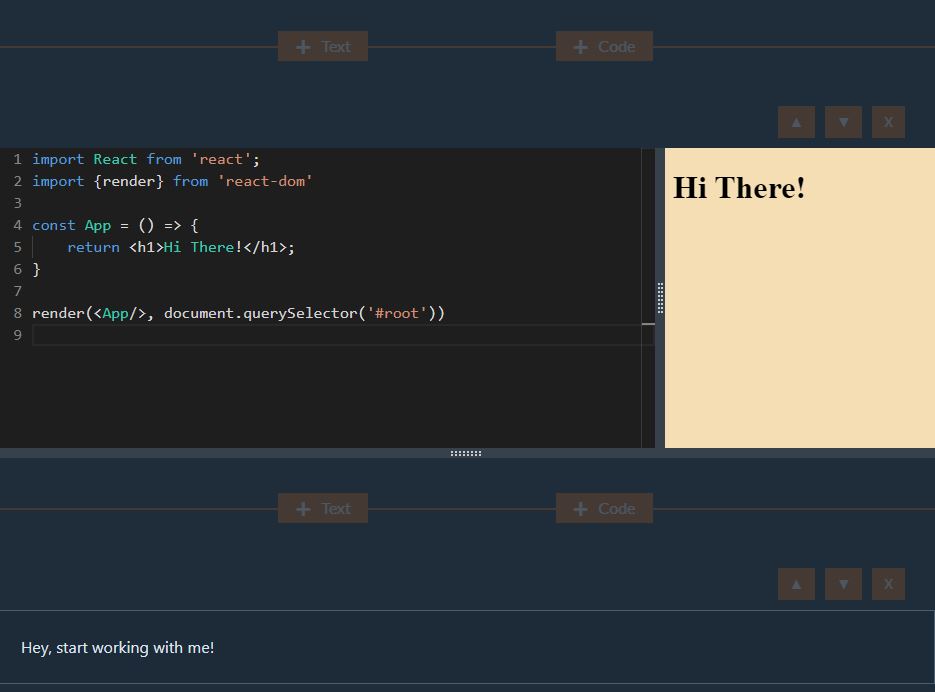 + Text + Code
▲ ▼ X
1 import React from 'react';
2 import {render} from 'react-dom'
3
4 const App = () => {
5     return <h1>Hi There!</h1>;
6 }
7
8 render(<App/>, document.querySelector('#root'))
9
Hi There!
+ Text + Code
▲ ▼ X
Hey, start working with me!